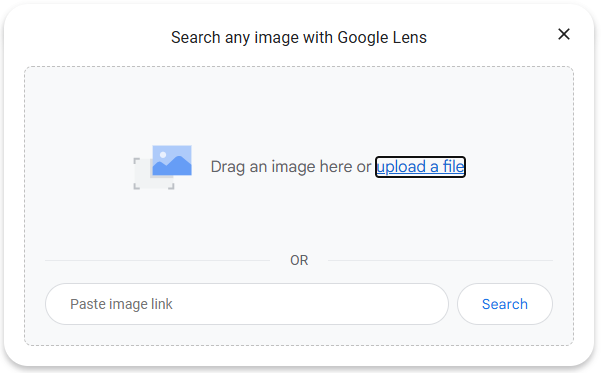 Search any image with Google Lens
Drag an image here or upload a file
OR
Paste image link
Search